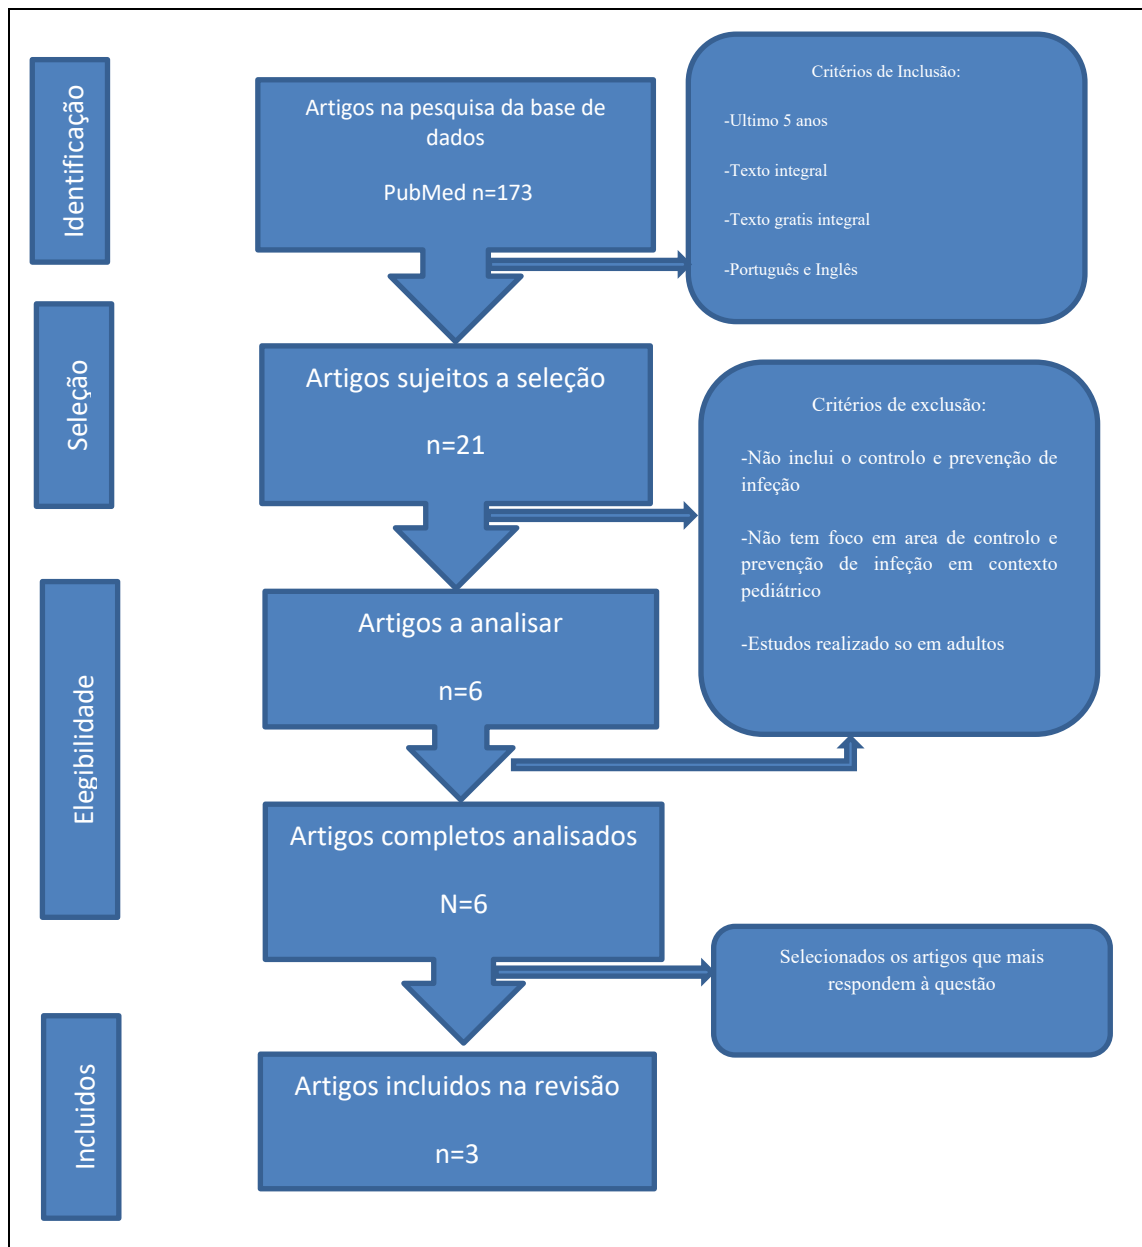 Identificação
Artigos na pesquisa da base de
dados
PubMed n=173
Critérios de Inclusão:
-Ultimo 5 anos
-Texto integral
-Texto gratis integral
-Português e Inglês
Seleção
Artigos sujeitos a seleção
n=21
Critérios de exclusão:
-Não inclui o controlo e prevenção de
infeção
-Não tem foco em area de controlo e
prevenção de infeção em contexto
pediátrico
-Estudos realizado so em adultos
Elegibilidade
Artigos a analisar
n=6
Artigos completos analisados
N=6
Selecionados os artigos que mais
respondem à questão
Incluidos
Artigos incluidos na revisão
n=3